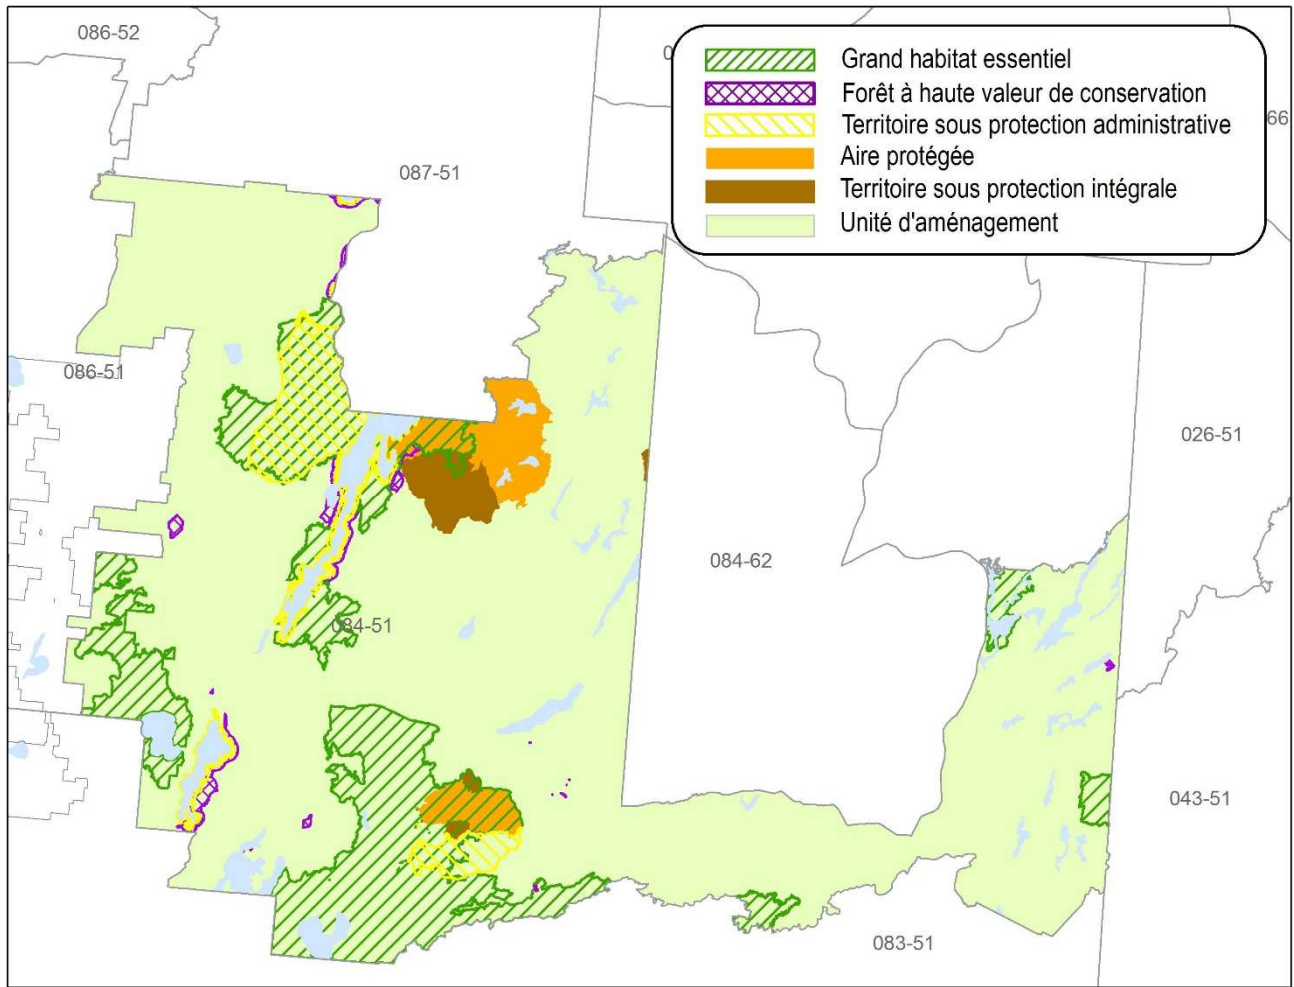 086-52
Grand habitat essentiel
Forêt à haute valeur de conservation
Territoire sous protection administrative
66
Aire protégée
087-51
Territoire sous protection intégrale
Unité d'aménagement
086-51
026-51
084-62
084-51
043-51
083-51